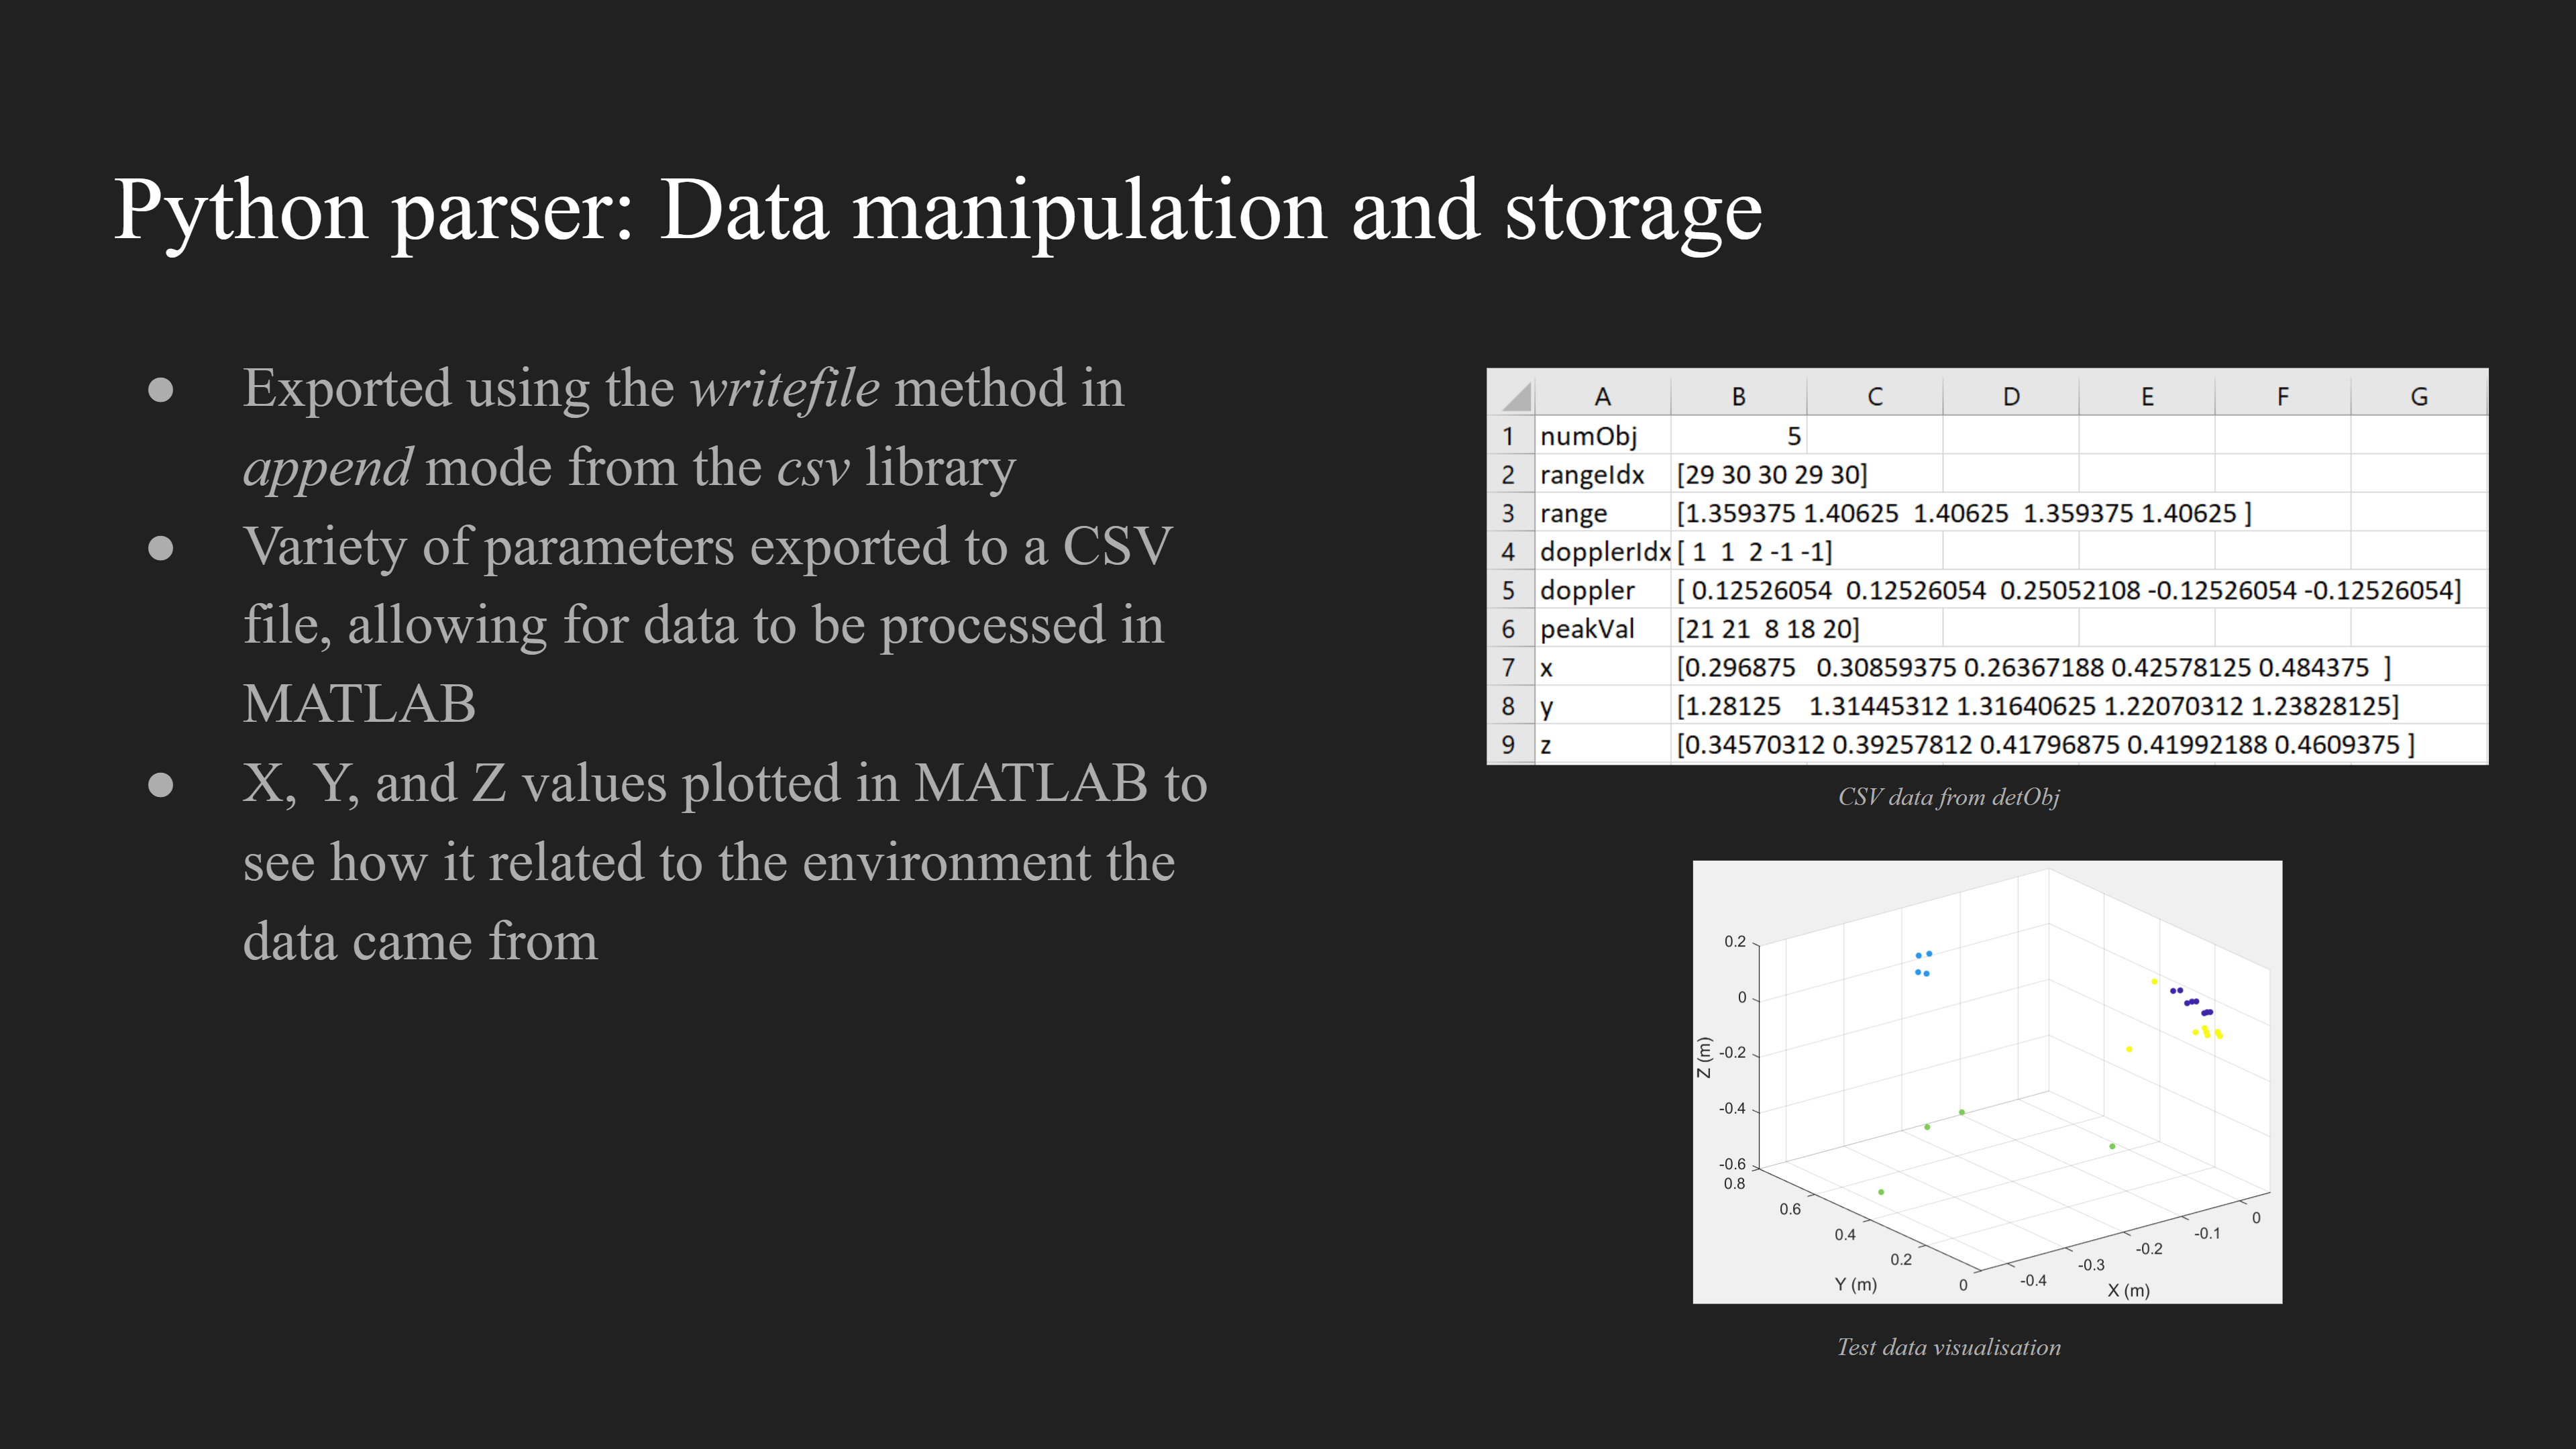 Python parser: Data manipulation and storage
● Exported using the writefile method in
append mode from the csv library
● Variety of parameters exported to a CSV
file, allowing for data to be processed in
MATLAB
● X, Y, and Z values plotted in MATLAB to
see how it related to the environment the
data came from
A B C D E F G
1 numObj 5
2 rangeIdx [29 30 30 29 30]
3 range [1.359375 1.40625  1.40625  1.359375 1.40625 ]
4 dopplerIdx [ 1  1  2 -1 -1]
5 doppler [ 0.12526054  0.12526054  0.25052108 -0.12526054 -0.12526054]
6 peakVal [21 21  8 18 20]
7 x [0.296875   0.30859375 0.26367188 0.42578125 0.484375  ]
8 y [1.28125    1.31445312 1.31640625 1.22070312 1.23828125]
9 z [0.34570312 0.39257812 0.41796875 0.41992188 0.4609375 ]
CSV data from detObj
0.2
0
-0.2
-0.4
-0.6
Z (m)
0.8
0.6
0.4
0.2
0
Y (m)
-0.4
-0.3
-0.2
-0.1
0
X (m)
Test data visualisation